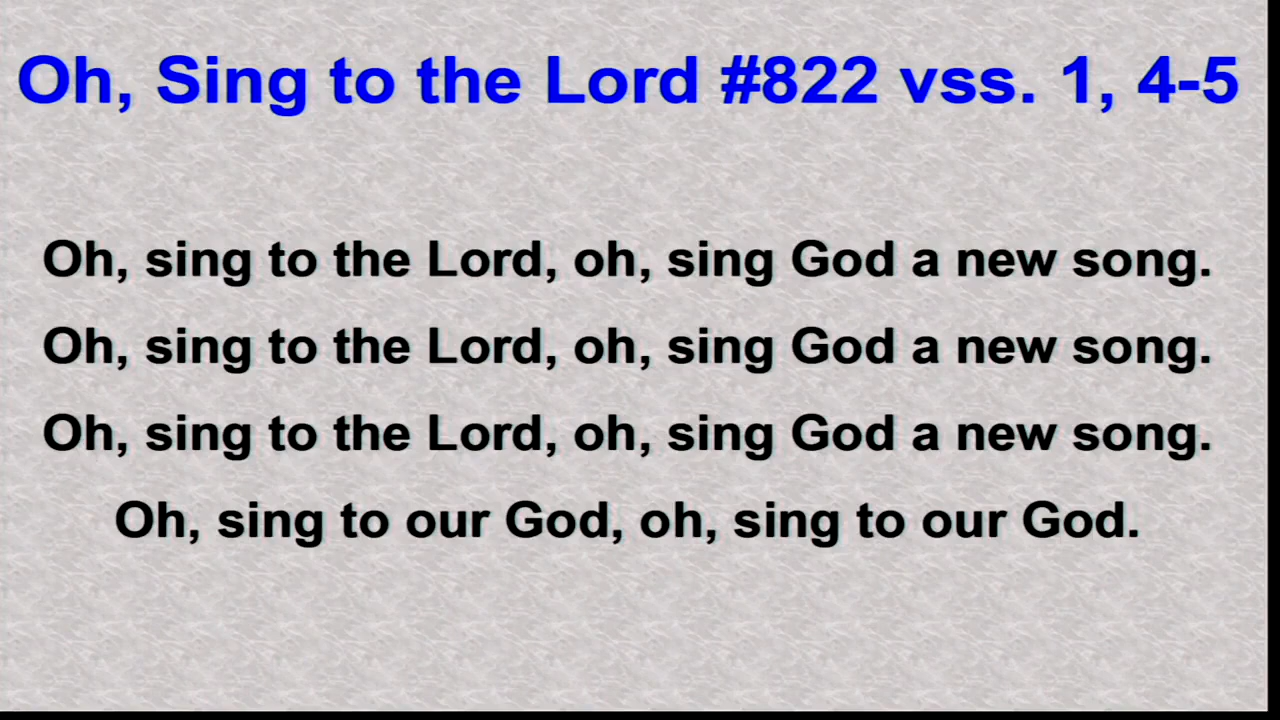 Oh, Sing to the Lord #822 vss. 1, 4-5
Oh, sing to the Lord, oh, sing God a new song.
Oh, sing to the Lord, oh, sing God a new song.
Oh, sing to the Lord, oh, sing God a new song.
Oh, sing to our God, oh, sing to our God.